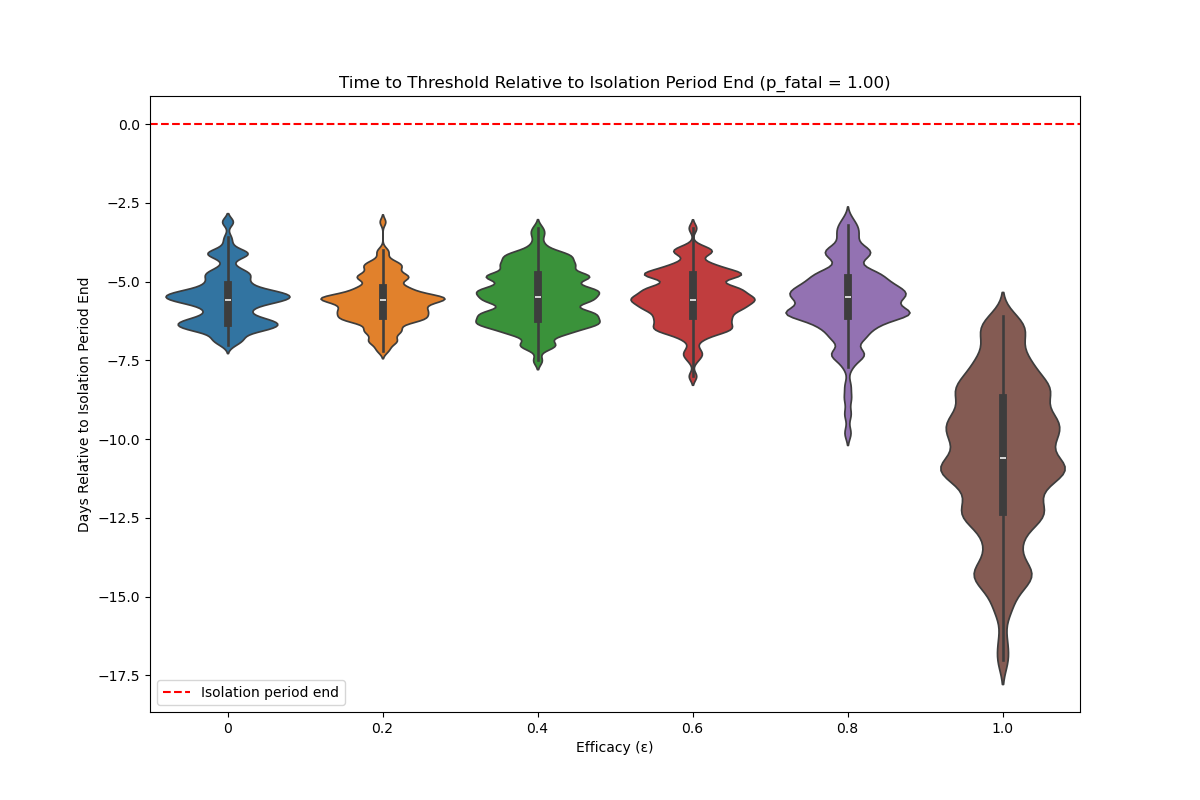 Time to Threshold Relative to Isolation Period End (p_fatal = 1.00)
Days Relative to Isolation Period End
0.0
−2.5
−5.0
−7.5
−10.0
−12.5
−15.0
−17.5
Isolation period end
0 0.2 0.4 0.6 0.8 1.0
Efficacy (ε)